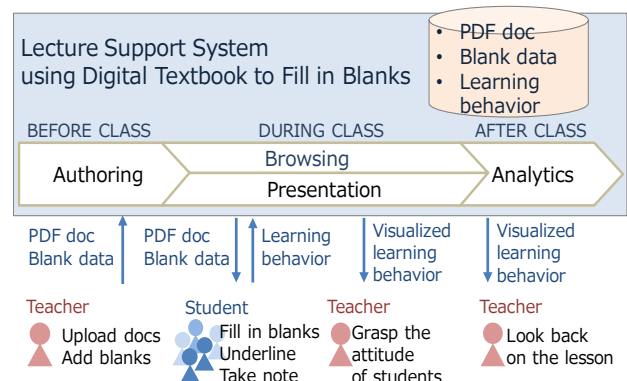 Lecture Support System
using Digital Textbook to Fill in Blanks
• PDF doc
• Blank data
• Learning
behavior
BEFORE CLASS
DURING CLASS
AFTER CLASS
Authoring
Browsing
Presentation
Analytics
PDF doc
Blank data
PDF doc
Blank data
Learning
behavior
Visualized
learning
behavior
Visualized
learning
behavior
Teacher
Upload docs
Add blanks
Student
Fill in blanks
Underline
Take note
Teacher
Grasp the
attitude
of students
Teacher
Look back
on the lesson